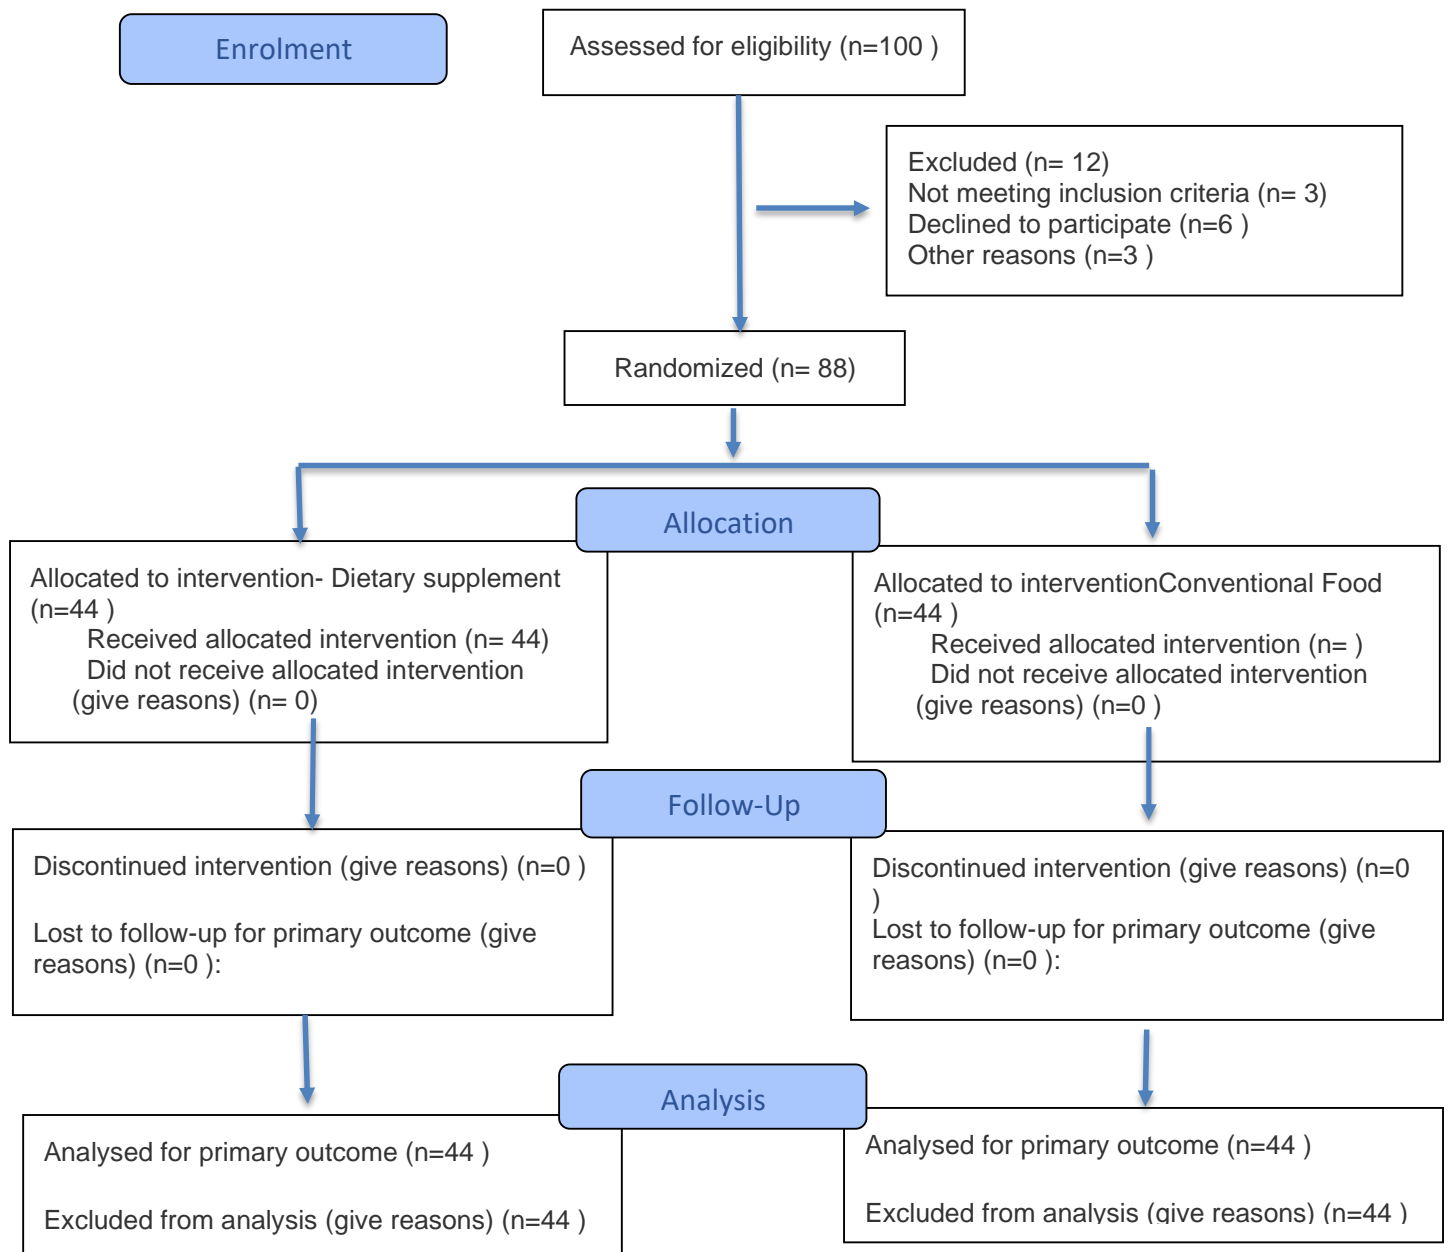 Enrolment
Assessed for eligibility (n=100 )
Excluded (n= 12)
Not meeting inclusion criteria (n= 3)
Declined to participate (n=6 )
Other reasons (n=3 )
Randomized (n= 88)
Allocation
Allocated to intervention- Dietary supplement
(n=44 )
Received allocated intervention (n= 44)
Did not receive allocated intervention
(give reasons) (n= 0)
Allocated to interventionConventional Food
(n=44 )
Received allocated intervention (n= )
Did not receive allocated intervention
(give reasons) (n=0 )
Follow-Up
Discontinued intervention (give reasons) (n=0 )
Lost to follow-up for primary outcome (give
reasons) (n=0 ):
Discontinued intervention (give reasons) (n=0
)
Lost to follow-up for primary outcome (give
reasons) (n=0 ):
Analysis
Analysed for primary outcome (n=44 )
Excluded from analysis (give reasons) (n=44 )
Analysed for primary outcome (n=44 )
Excluded from analysis (give reasons) (n=44 )